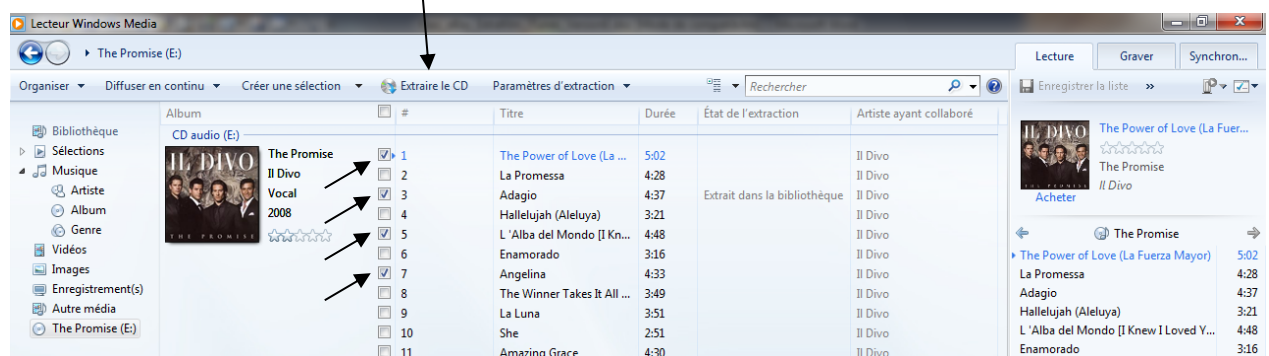 Lecteur Windows Media
The Promise (E:)
Lecture Graver Synchron...
Organiser Diffuser en continu Créer une sélection Extraire le CD Paramètres d'extraction Rechercher Enregistrer la liste »
Album # Titre Durée État de l'extraction Artiste ayant collaboré
Bibliothèque
Sélections
Musique
Artiste
Album
Genre
Vidéos
Images
Enregistrement(s)
Autre média
The Promise (E:)
CD audio (E:)
IL DIVO
THE PROMISE
The Promise
Il Divo
Vocal
2008
1 The Power of Love (La ... 5:02 Il Divo
2 La Promessa 4:28 Il Divo
3 Adagio 4:37 Extrait dans la bibliothèque Il Divo
4 Hallelujah (Aleluya) 3:21 Il Divo
5 L 'Alba del Mondo [I Kn... 4:48 Il Divo
6 Enamorado 3:16 Il Divo
7 Angelina 4:33 Il Divo
8 The Winner Takes It All ... 3:49 Il Divo
9 La Luna 3:51 Il Divo
10 She 2:51 Il Divo
11 Amazing Grace 4:30 Il Divo
IL DIVO
THE PROMISE
The Power of Love (La Fuer...
The Promise
Il Divo
Acheter
The Promise
The Power of Love (La Fuerza Mayor) 5:02
La Promessa 4:28
Adagio 4:37
Hallelujah (Aleluya) 3:21
L 'Alba del Mondo [I Knew I Loved Y... 4:48
Enamorado 3:16